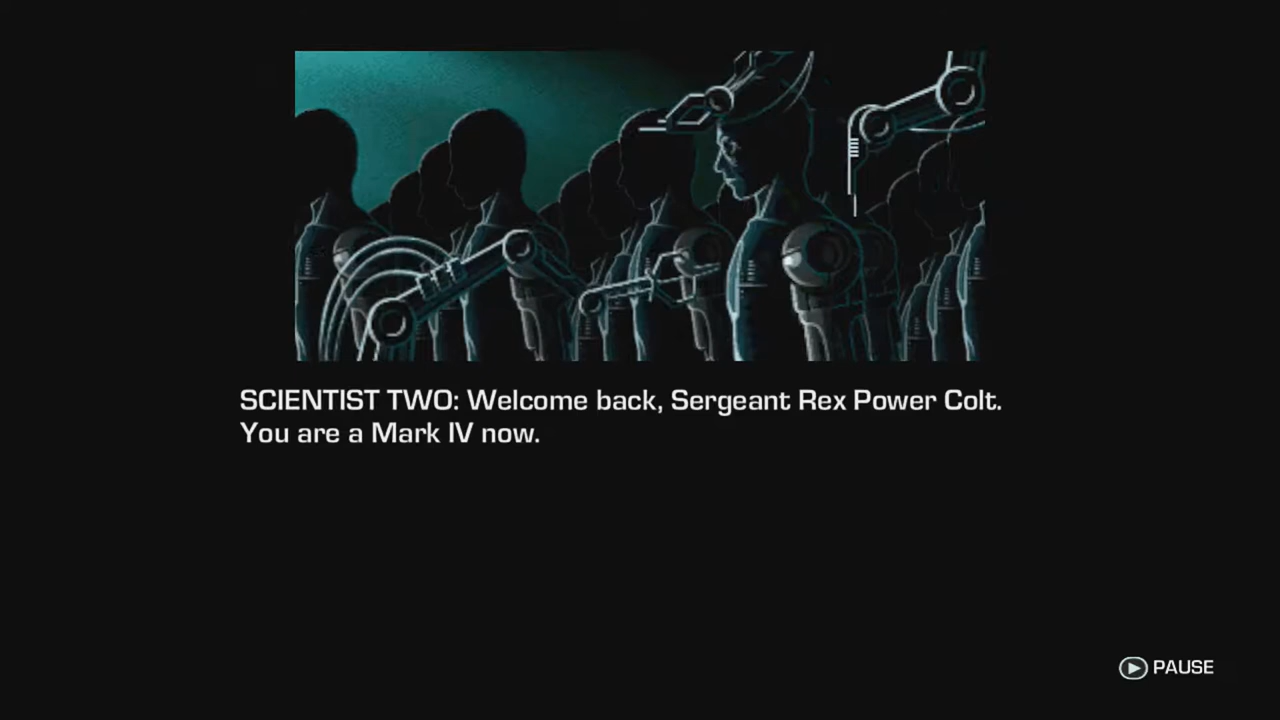 SCIENTIST TWO: Welcome back, Sergeant Rex Power Colt.
You are a Mark IV now.
PAUSE